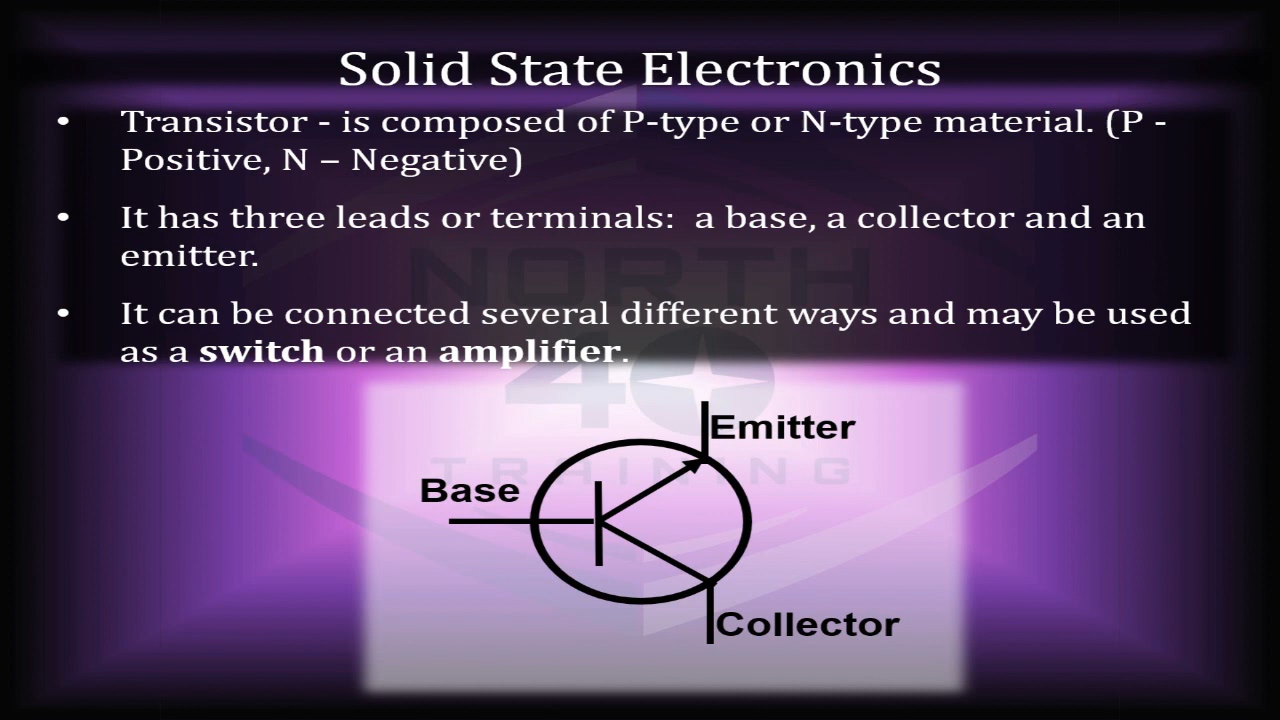 Solid State Electronics
• Transistor - is composed of P-type or N-type material. (P -
Positive, N – Negative)
• It has three leads or terminals:  a base, a collector and an
emitter.
• It can be connected several different ways and may be used
as a switch or an amplifier.
NORTH
40
TRAINING
Emitter
Base
Collector